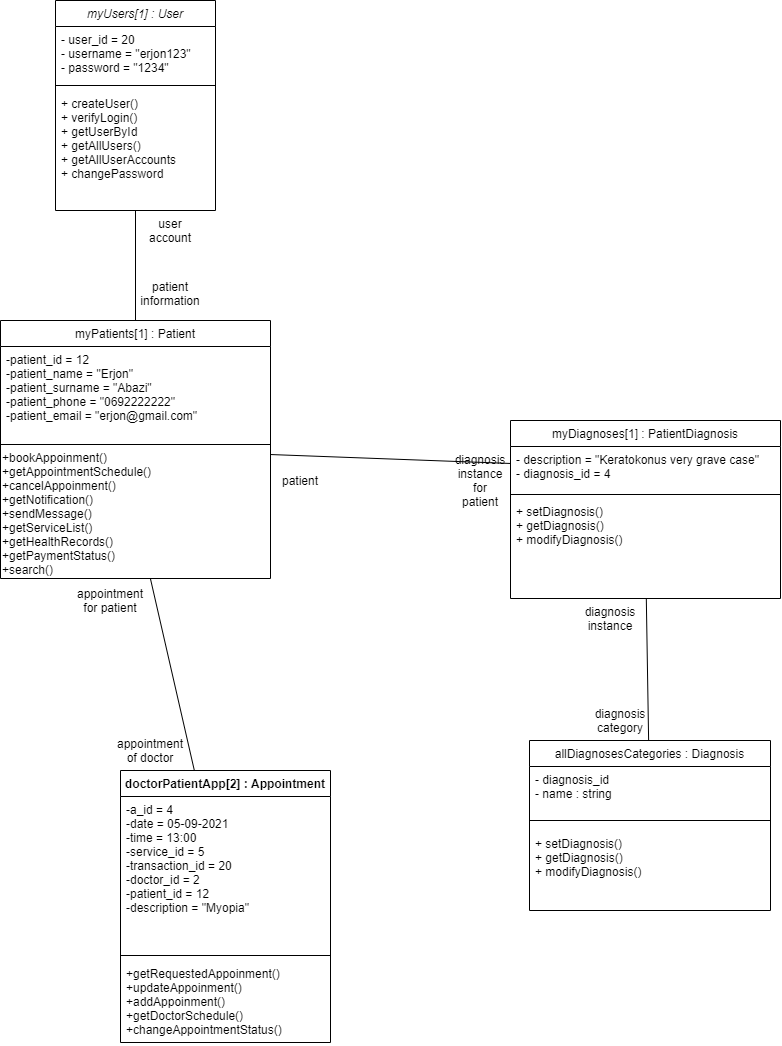 myUsers[1] : User
- user_id = 20
- username = "erjon123"
- password = "1234"
+ createUser()
+ verifyLogin()
+ getUserById
+ getAllUsers()
+ getAllUserAccounts
+ changePassword
user
account
patient
information
myPatients[1] : Patient
-patient_id = 12
-patient_name = "Erjon"
-patient_surname = "Abazi"
-patient_phone = "0692222222"
-patient_email = "erjon@gmail.com"
+bookAppoinment()
+getAppointmentSchedule()
+cancelAppoinment()
+getNotification()
+sendMessage()
+getServiceList()
+getHealthRecords()
+getPaymentStatus()
+search()
patient
diagnosis
instance
for
patient
myDiagnoses[1] : PatientDiagnosis
- description = "Keratokonus very grave case"
- diagnosis_id = 4
+ setDiagnosis()
+ getDiagnosis()
+ modifyDiagnosis()
appointment
for patient
appointment
of doctor
diagnosis
instance
diagnosis
category
doctorPatientApp[2] : Appointment
-a_id = 4
-date = 05-09-2021
-time = 13:00
-service_id = 5
-transaction_id = 20
-doctor_id = 2
-patient_id = 12
-description = "Myopia"
+getRequestedAppoinment()
+updateAppoinment()
+addAppoinment()
+getDoctorSchedule()
+changeAppointmentStatus()
allDiagnosesCategories : Diagnosis
- diagnosis_id
- name : string
+ setDiagnosis()
+ getDiagnosis()
+ modifyDiagnosis()